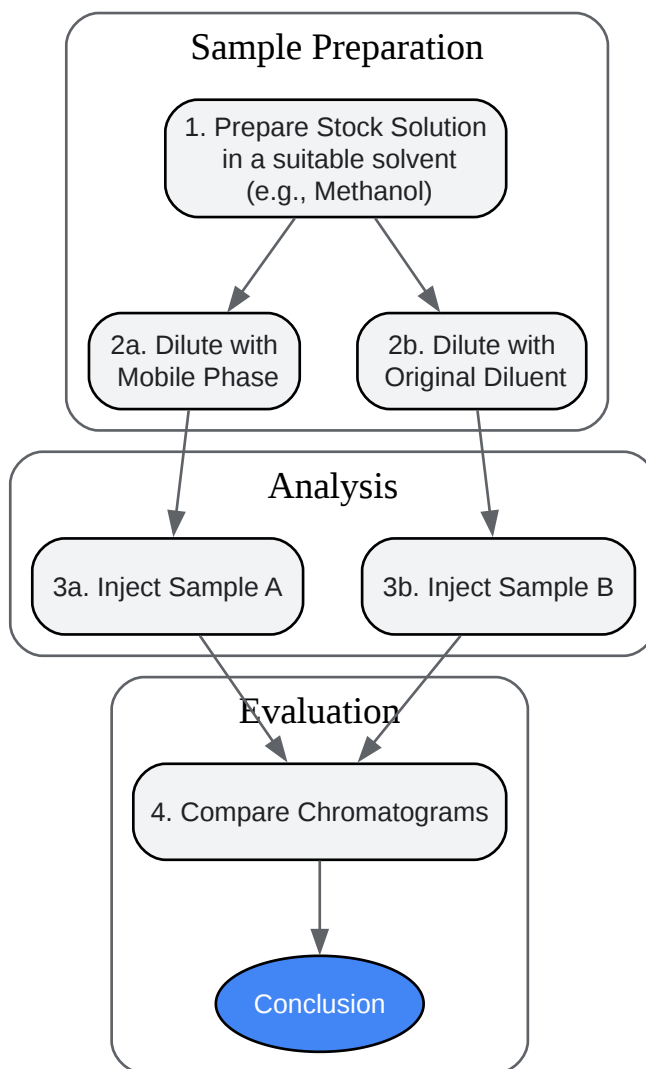 Sample Preparation
1. Prepare Stock Solution
in a suitable solvent
(e.g., Methanol)
2a. Dilute with
Mobile Phase
2b. Dilute with
Original Diluent
Analysis
3a. Inject Sample A
3b. Inject Sample B
Evaluation
4. Compare Chromatograms
Conclusion